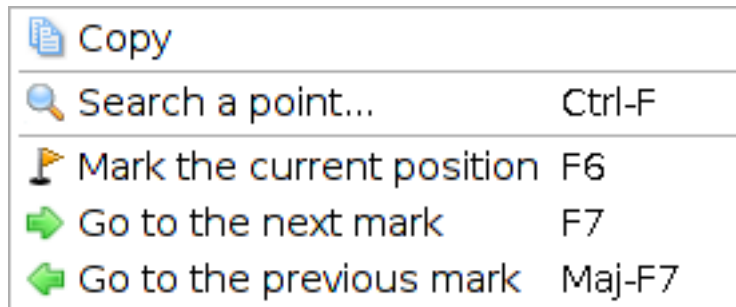 Copy
Search a point... Ctrl-F
Mark the current position F6
Go to the next mark F7
Go to the previous mark Maj-F7